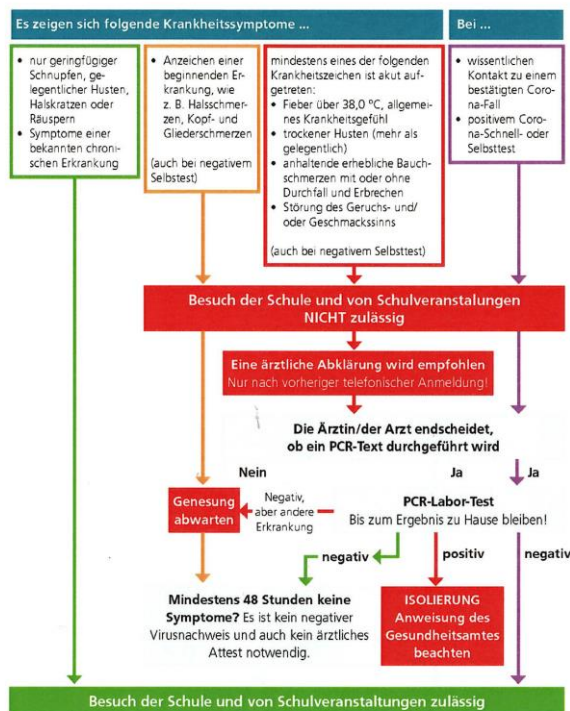 Es zeigen sich folgende Krankheitssymptome ...
Bei ...
• nur geringfügiger
Schnupfen, ge-
legentlicher Husten,
Halskratzen oder
Räuspern
• Symptome einer
bekannten chroni-
schen Erkrankung
• Anzeichen einer
beginnenden Er-
krankung, wie
z. B. Halsschmer-
zen, Kopf- und
Gliederschmerzen
(auch bei negativem
Selbsttest)
mindestens eines der folgenden
Krankheitszeichen ist akut auf-
getreten:
• Fieber über 38,0 °C, allgemei-
nes Krankheitsgefühl
• trockener Husten (mehr als
gelegentlich)
• anhaltende erhebliche Bauch-
schmerzen mit oder ohne
Durchfall und Erbrechen
• Störung des Geruchs- und/
oder Geschmackssinns
(auch bei negativem Selbsttest)
• wissentlichen
Kontakt zu einem
bestätigten Coro-
na-Fall
• positivem Coro-
na-Schnell- oder
Selbsttest
Besuch der Schule und von Schulveranstalungen
NICHT zulässig
Eine ärztliche Abklärung wird empfohlen
Nur nach vorheriger telefonischer Anmeldung!
Die Ärztin/der Arzt endscheidet,
ob ein PCR-Text durchgeführt wird
Nein
Ja
Ja
Genesung
abwarten
Negativ,
aber andere
Erkrankung
PCR-Labor-Test
Bis zum Ergebnis zu Hause bleiben!
negativ
positiv
negativ
Mindestens 48 Stunden keine
Symptome? Es ist kein negativer
Virusnachweis und auch kein ärztliches
Attest notwendig.
ISOLIERUNG
Anweisung des
Gesundheitsamtes
beachten
Besuch der Schule und von Schulveranstaltungen zulässig